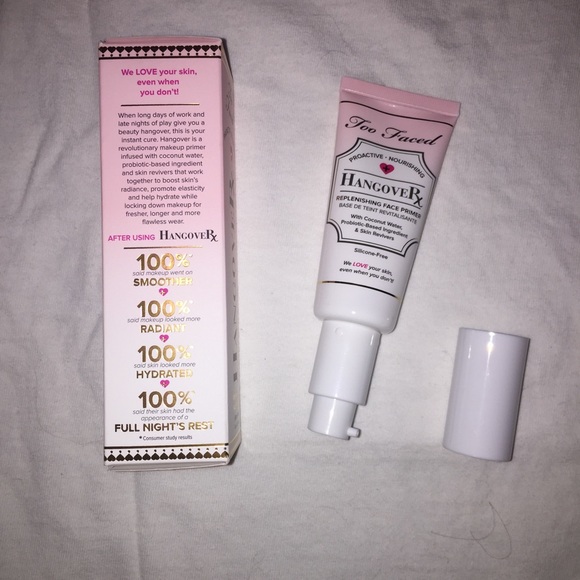 We LOVE your skin,
even when
you don't!
When long days of work and
late nights of play give you a
beauty hangover, this is your
instant cure. Hangover is a
revolutionary makeup primer
infused with coconut water,
probiotic-based ingredient
and skin revivers that work
together to boost skin's
radiance, promote elasticity
and help hydrate while
locking down makeup for
fresher, longer and more
flawless wear.
AFTER USING HANGOVERX
100%*
said makeup went on
SMOOTHER
100%*
said makeup looked more
RADIANT
100%*
said skin looked more
HYDRATED
100%*
said their skin had the
appearance of a
FULL NIGHT'S REST
* Consumer study results
Too Faced
PROACTIVE • NOURISHING
HANGOVERX
REPLENISHING FACE PRIMER
BASE DE TEINT REVITALISANTE
With Coconut Water,
Probiotic-Based Ingredient
& Skin Revivers
Silicone-Free
We LOVE your skin,
even when you don't!